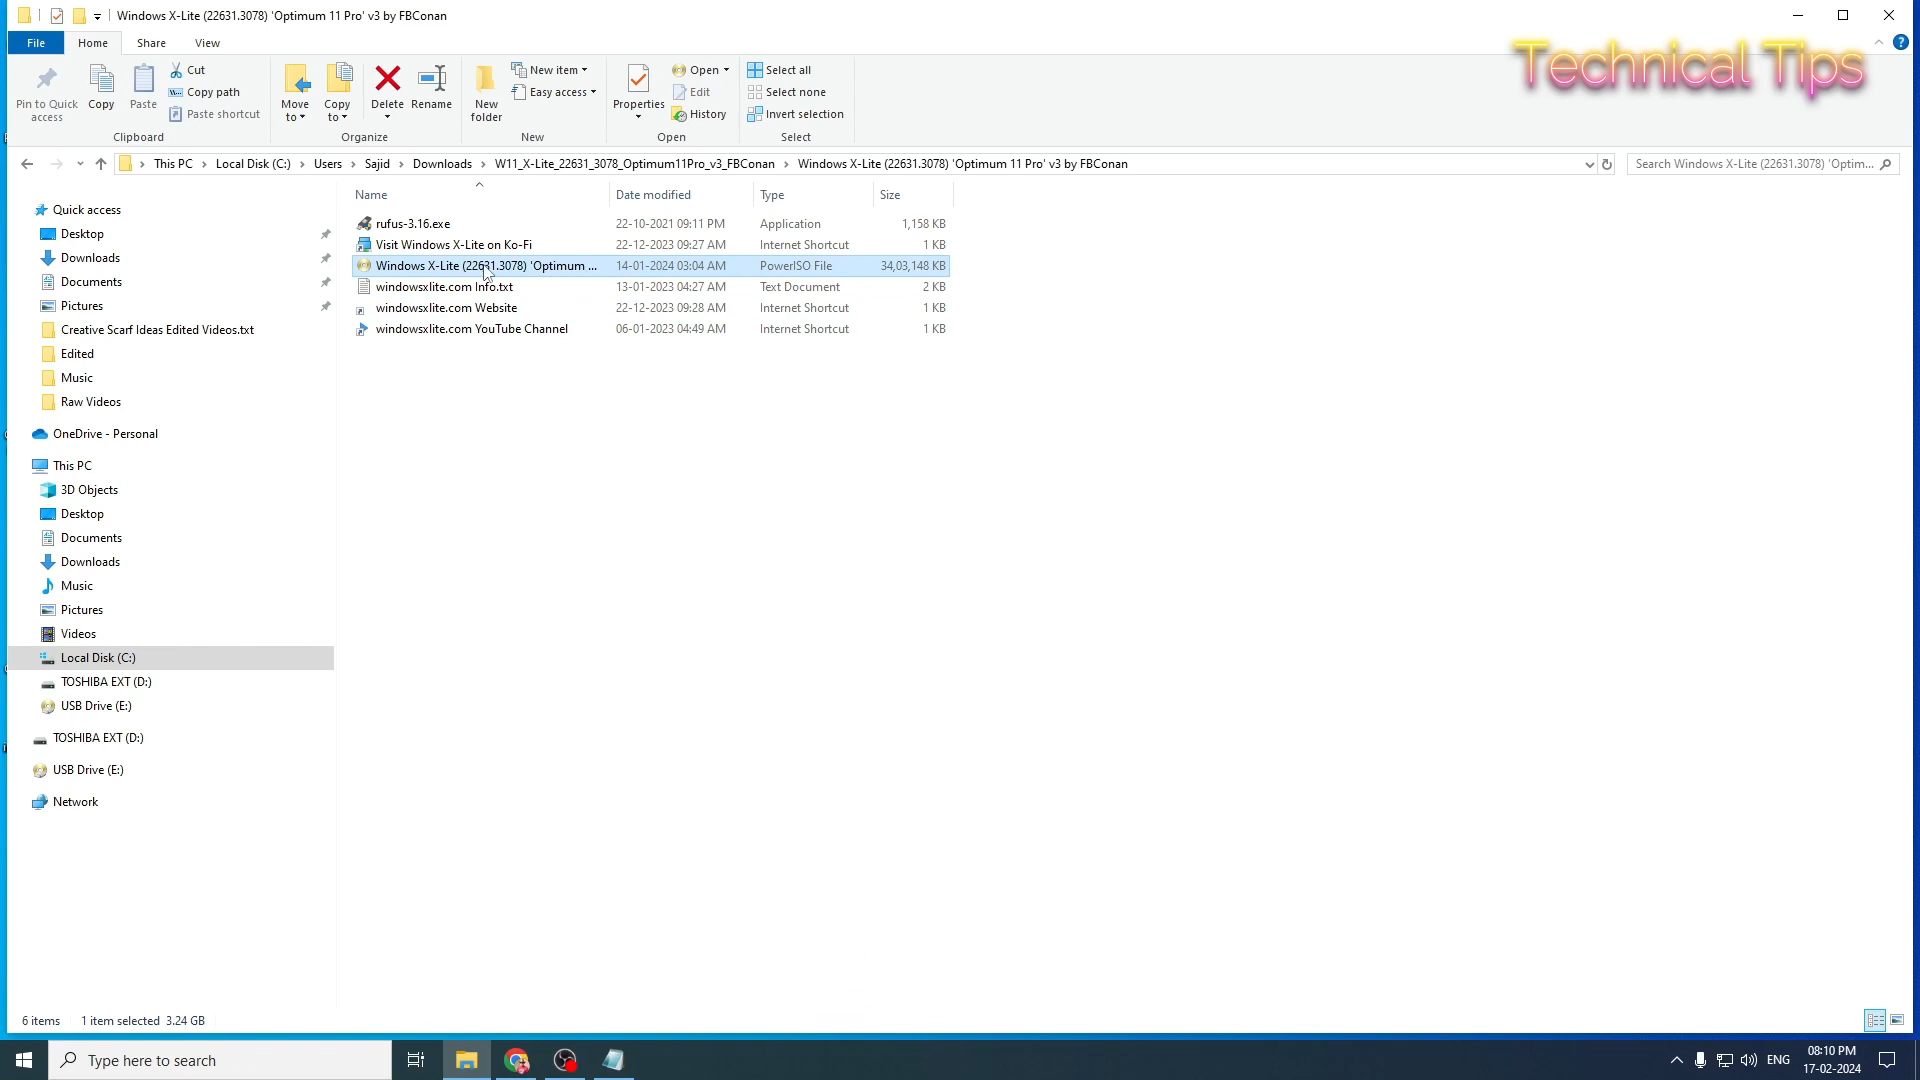 Windows X-Lite (22631.3078) 'Optimum 11 Pro' v3 by FBConan
File Home Share View
Technical Tips
Pin to Quick access
Copy
Paste
Cut
Copy path
Paste shortcut
Clipboard
Move to
Copy to
Delete
Rename
Organize
New folder
New item
Easy access
New
Properties
Open
Edit
History
Open
Select all
Select none
Invert selection
Select
This PC > Local Disk (C:) > Users > Sajid > Downloads > W11_X-Lite_22631_3078_Optimum11Pro_v3_FBConan > Windows X-Lite (22631.3078) 'Optimum 11 Pro' v3 by FBConan
Search Windows X-Lite (22631.3078) 'Optim...
Name Date modified Type Size
rufus-3.16.exe 22-10-2021 09:11 PM Application 1,158 KB
Visit Windows X-Lite on Ko-Fi 22-12-2023 09:27 AM Internet Shortcut 1 KB
Windows X-Lite (22631.3078) 'Optimum ... 14-01-2024 03:04 AM PowerISO File 34,03,148 KB
windowsxlite.com Info.txt 13-01-2023 04:27 AM Text Document 2 KB
windowsxlite.com Website 22-12-2023 09:28 AM Internet Shortcut 1 KB
windowsxlite.com YouTube Channel 06-01-2023 04:49 AM Internet Shortcut 1 KB
Quick access
Desktop
Downloads
Documents
Pictures
Creative Scarf Ideas Edited Videos.txt
Edited
Music
Raw Videos
OneDrive - Personal
This PC
3D Objects
Desktop
Documents
Downloads
Music
Pictures
Videos
Local Disk (C:)
TOSHIBA EXT (D:)
USB Drive (E:)
TOSHIBA EXT (D:)
USB Drive (E:)
Network
6 items 1 item selected 3.24 GB
Type here to search
ENG
08:10 PM
17-02-2024